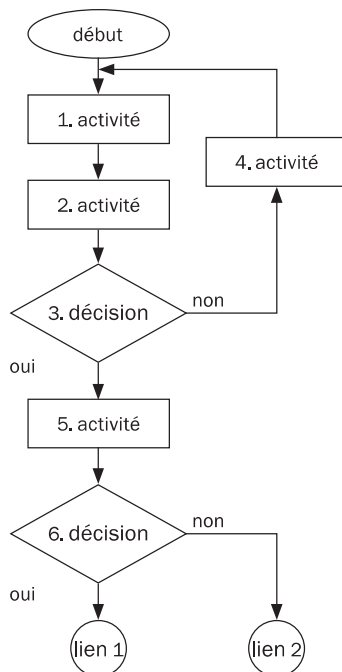 début
1. activité
4. activité
2. activité
3. décision
non
oui
5. activité
6. décision
non
oui
lien 1
lien 2